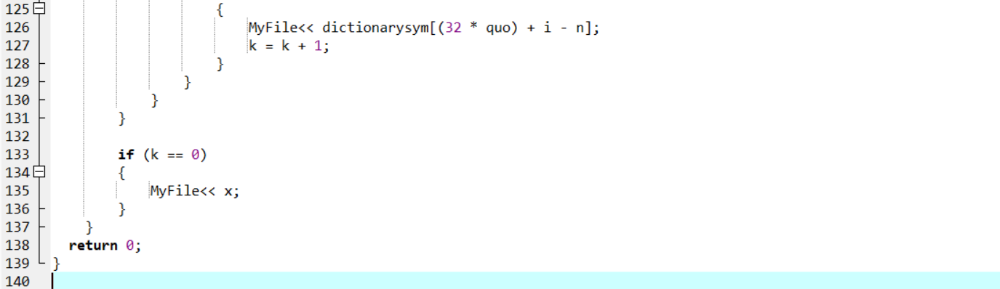 125 {
126 MyFile<< dictionarysym[(32 * quo) + i - n];
127 k = k + 1;
128 }
129 }
130 }
131 }
132
133 if (k == 0)
134 {
135 MyFile<< x;
136 }
137 }
138 return 0;
139 }
140